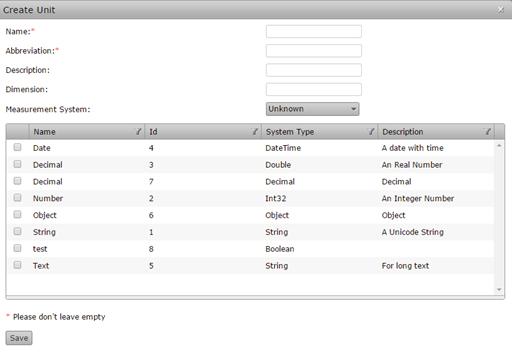 Create Unit
Name:*
Abbreviation:*
Description:
Dimension:
Measurement System: Unknown
Name Id System Type Description
Date 4 DateTime A date with time
Decimal 3 Double An Real Number
Decimal 7 Decimal Decimal
Number 2 Int32 An Integer Number
Object 6 Object Object
String 1 String A Unicode String
test 8 Boolean
Text 5 String For long text
* Please don't leave empty
Save